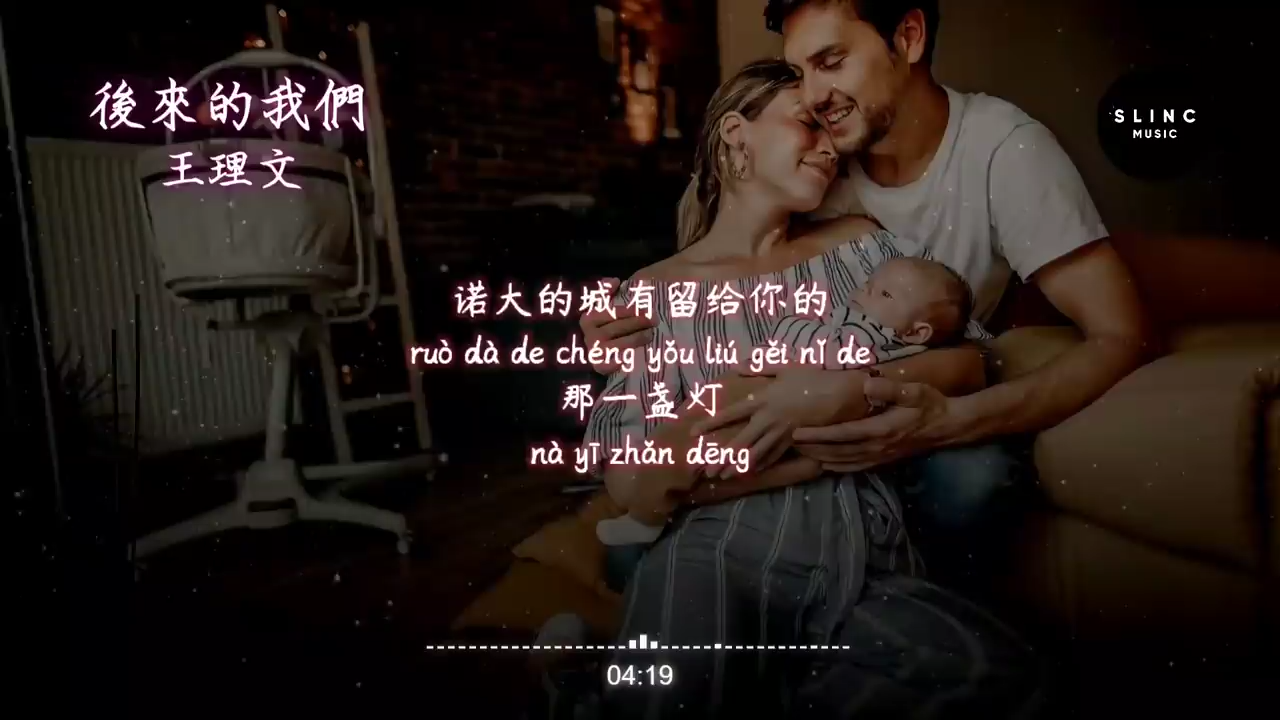 後來的我們
王理文
SLINC
MUSIC
诺大的城有留给你的
ruò dà de chéng yǒu liú gěi nǐ de
那一盏灯
nà yī zhǎn dēng
04:19